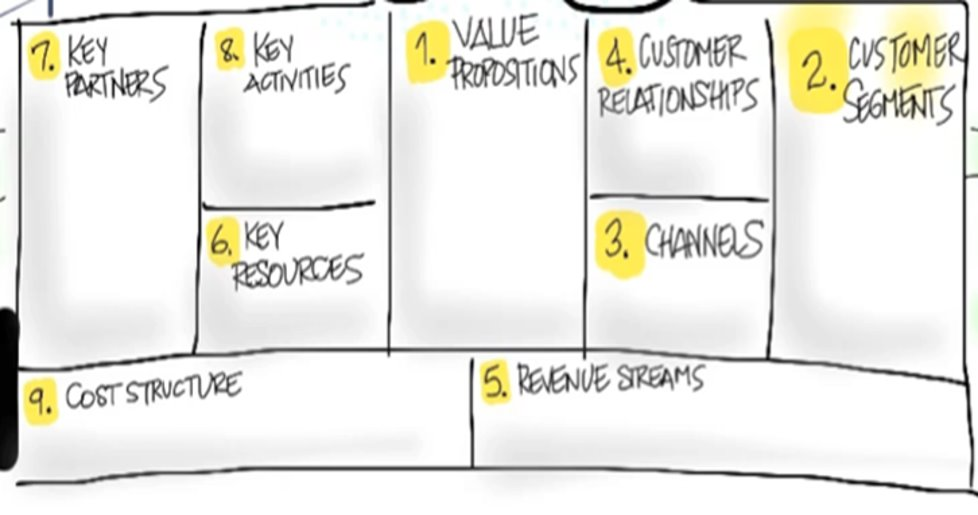 7. KEY
PARTNERS
8. KEY
ACTIVITIES
6. KEY
RESOURCES
1. VALUE
PROPOSITIONS
4. CUSTOMER
RELATIONSHIPS
3. CHANNELS
2. CUSTOMER
SEGMENTS
9. COST STRUCTURE
5. REVENUE STREAMS